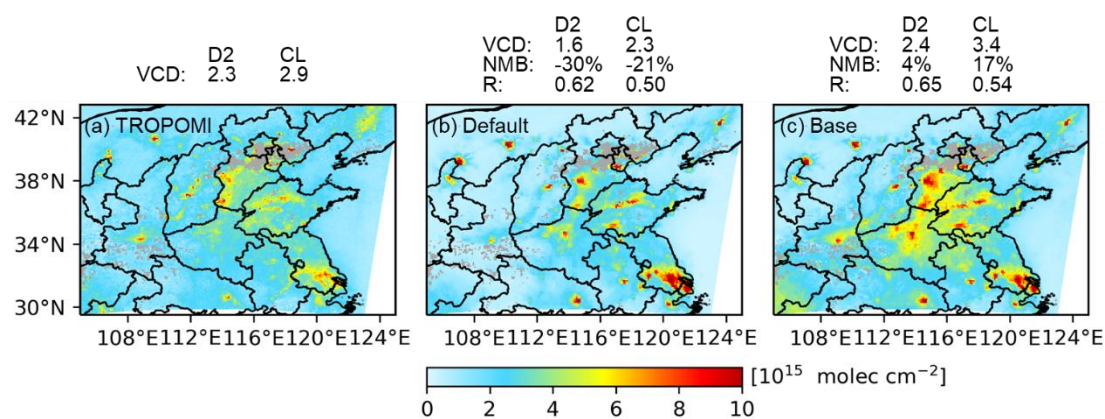 D2 CL
VCD: 2.3 2.9
D2 CL
VCD: 1.6 2.3
NMB: -30% -21%
R: 0.62 0.50
D2 CL
VCD: 2.4 3.4
NMB: 4% 17%
R: 0.65 0.54
(a) TROPOMI
(b) Default
(c) Base
42°N
38°N
34°N
30°N
108°E112°E116°E120°E124°E
108°E112°E116°E120°E124°E
108°E112°E116°E120°E124°E
[10¹⁵ molec cm⁻²]
0 2 4 6 8 10